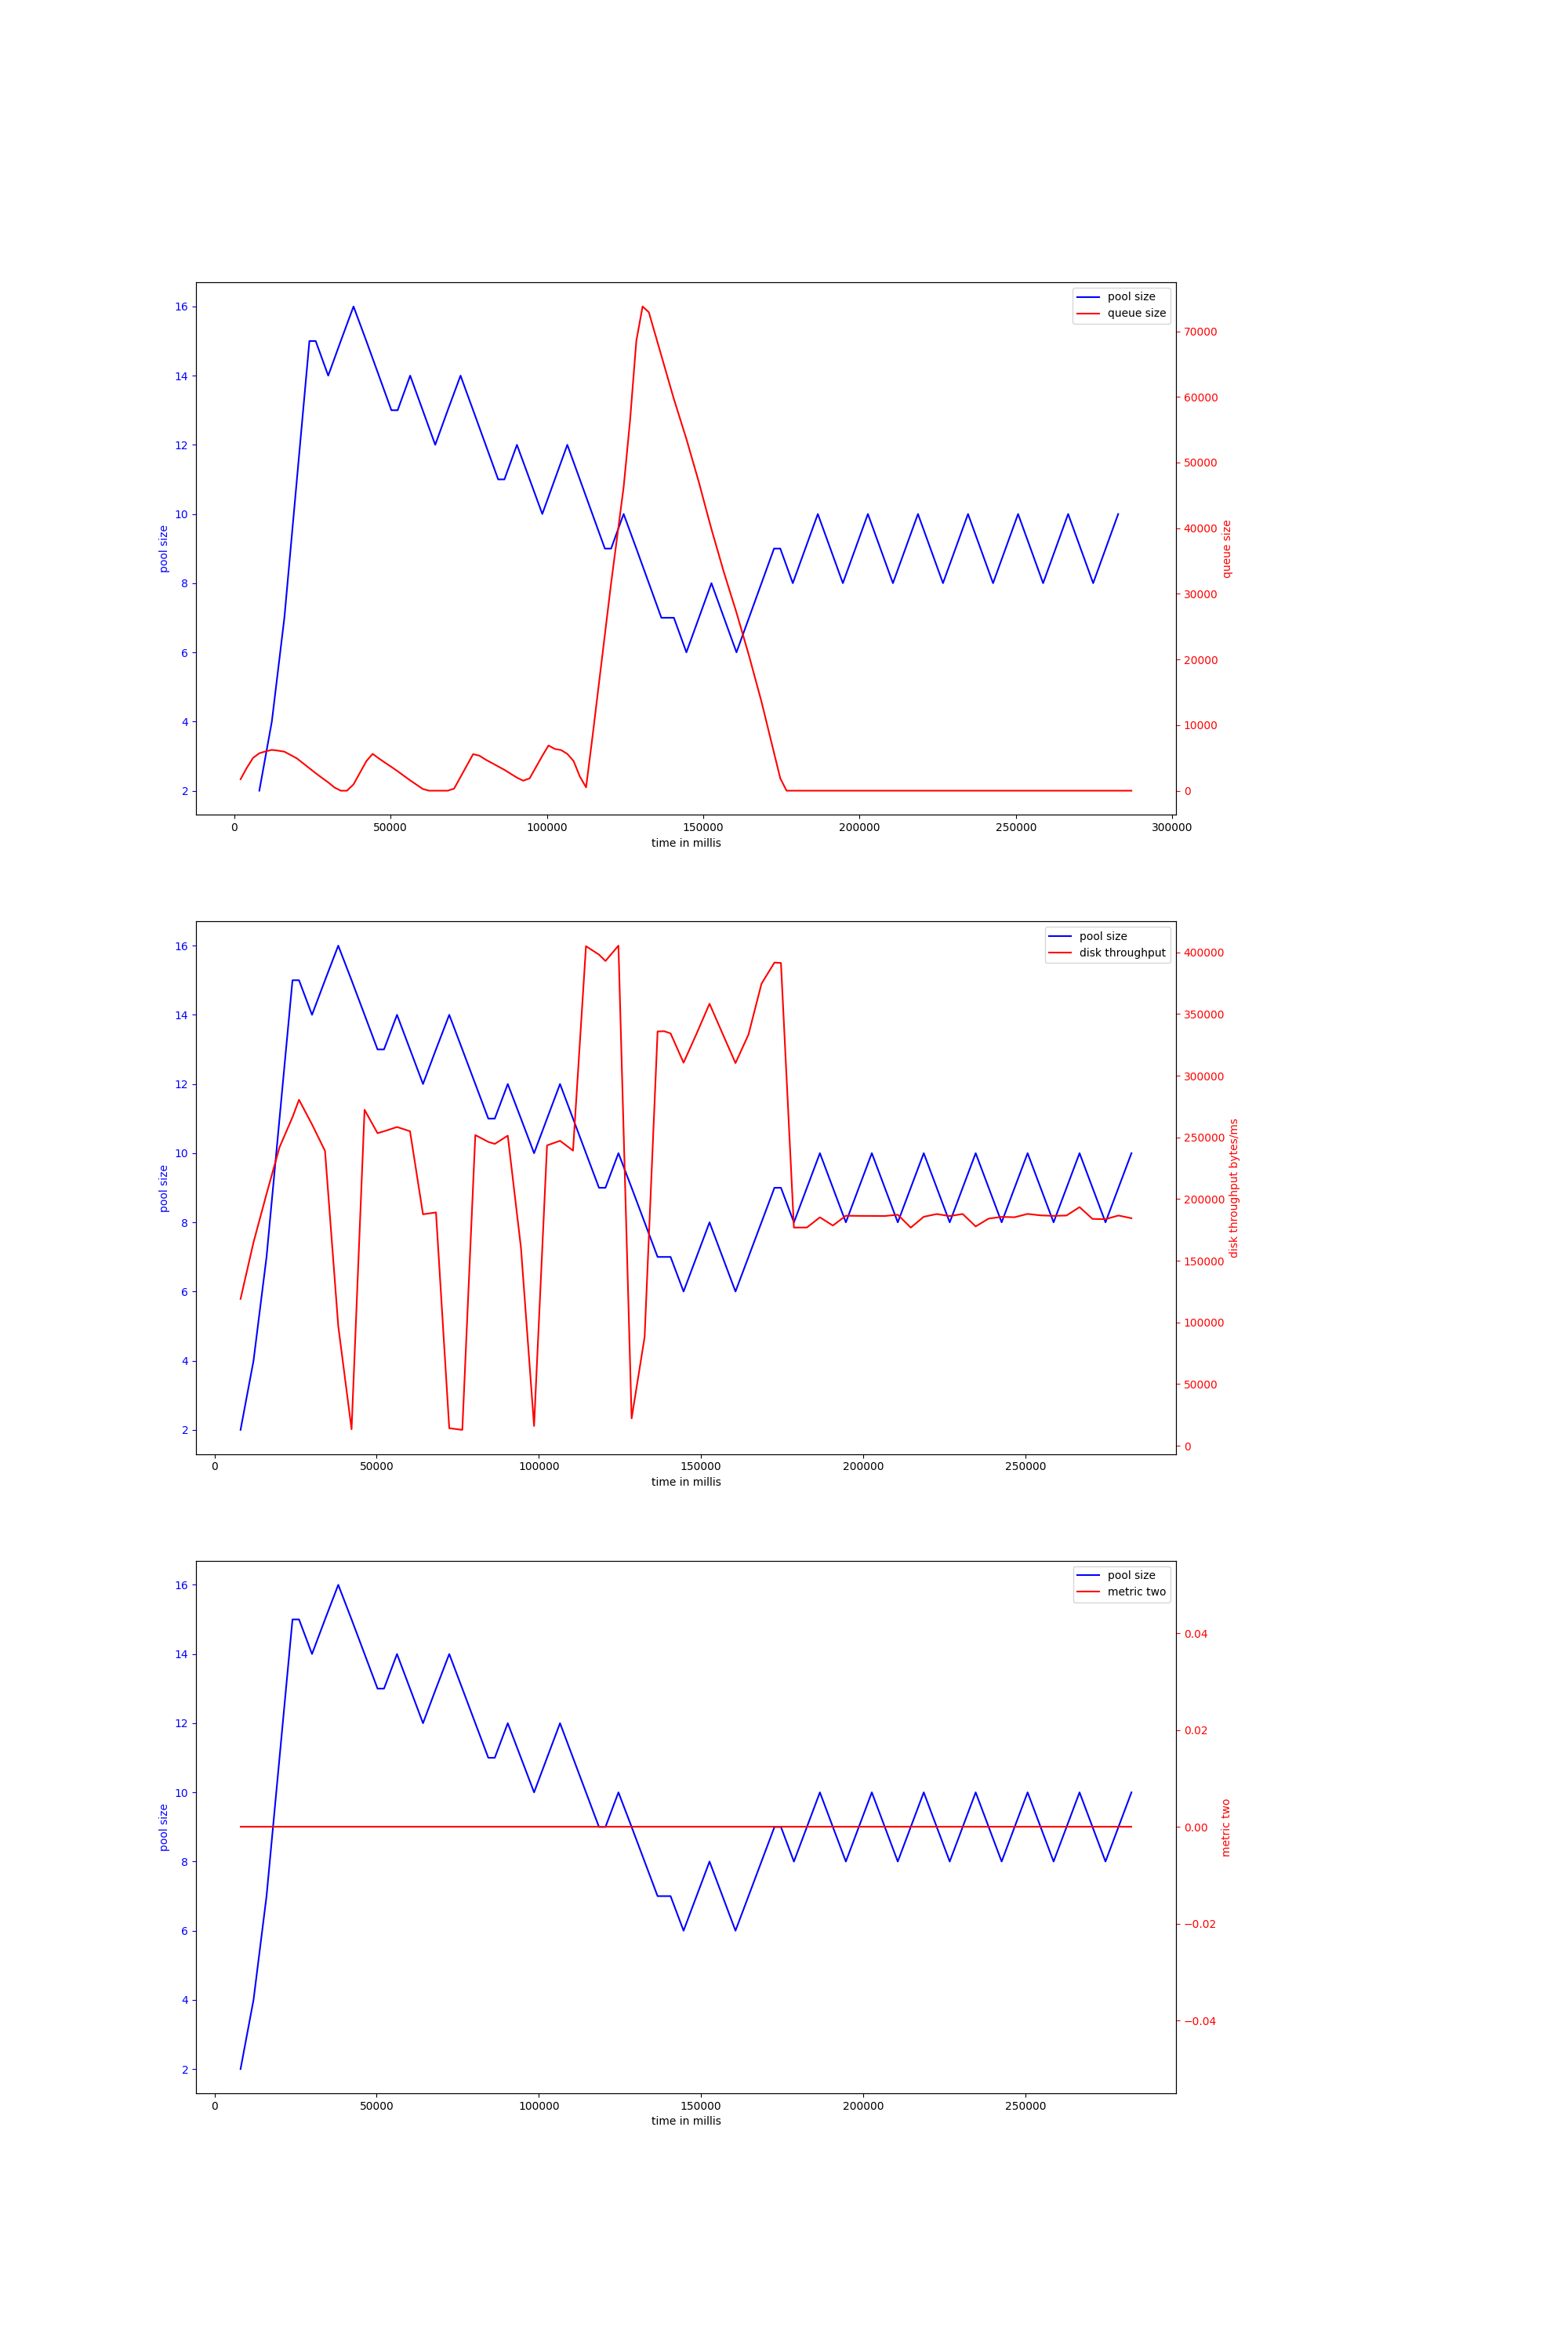 pool size
queue size
16
14
12
10
8
6
4
2
pool size
70000
60000
50000
40000
30000
20000
10000
0
queue size
0 50000 100000 150000 200000 250000 300000
time in millis
pool size
disk throughput
16
14
12
10
8
6
4
2
pool size
400000
350000
300000
250000
200000
150000
100000
50000
0
disk throughput bytes/ms
0 50000 100000 150000 200000 250000
time in millis
pool size
metric two
16
14
12
10
8
6
4
2
pool size
0.04
0.02
0.00
−0.02
−0.04
metric two
0 50000 100000 150000 200000 250000
time in millis